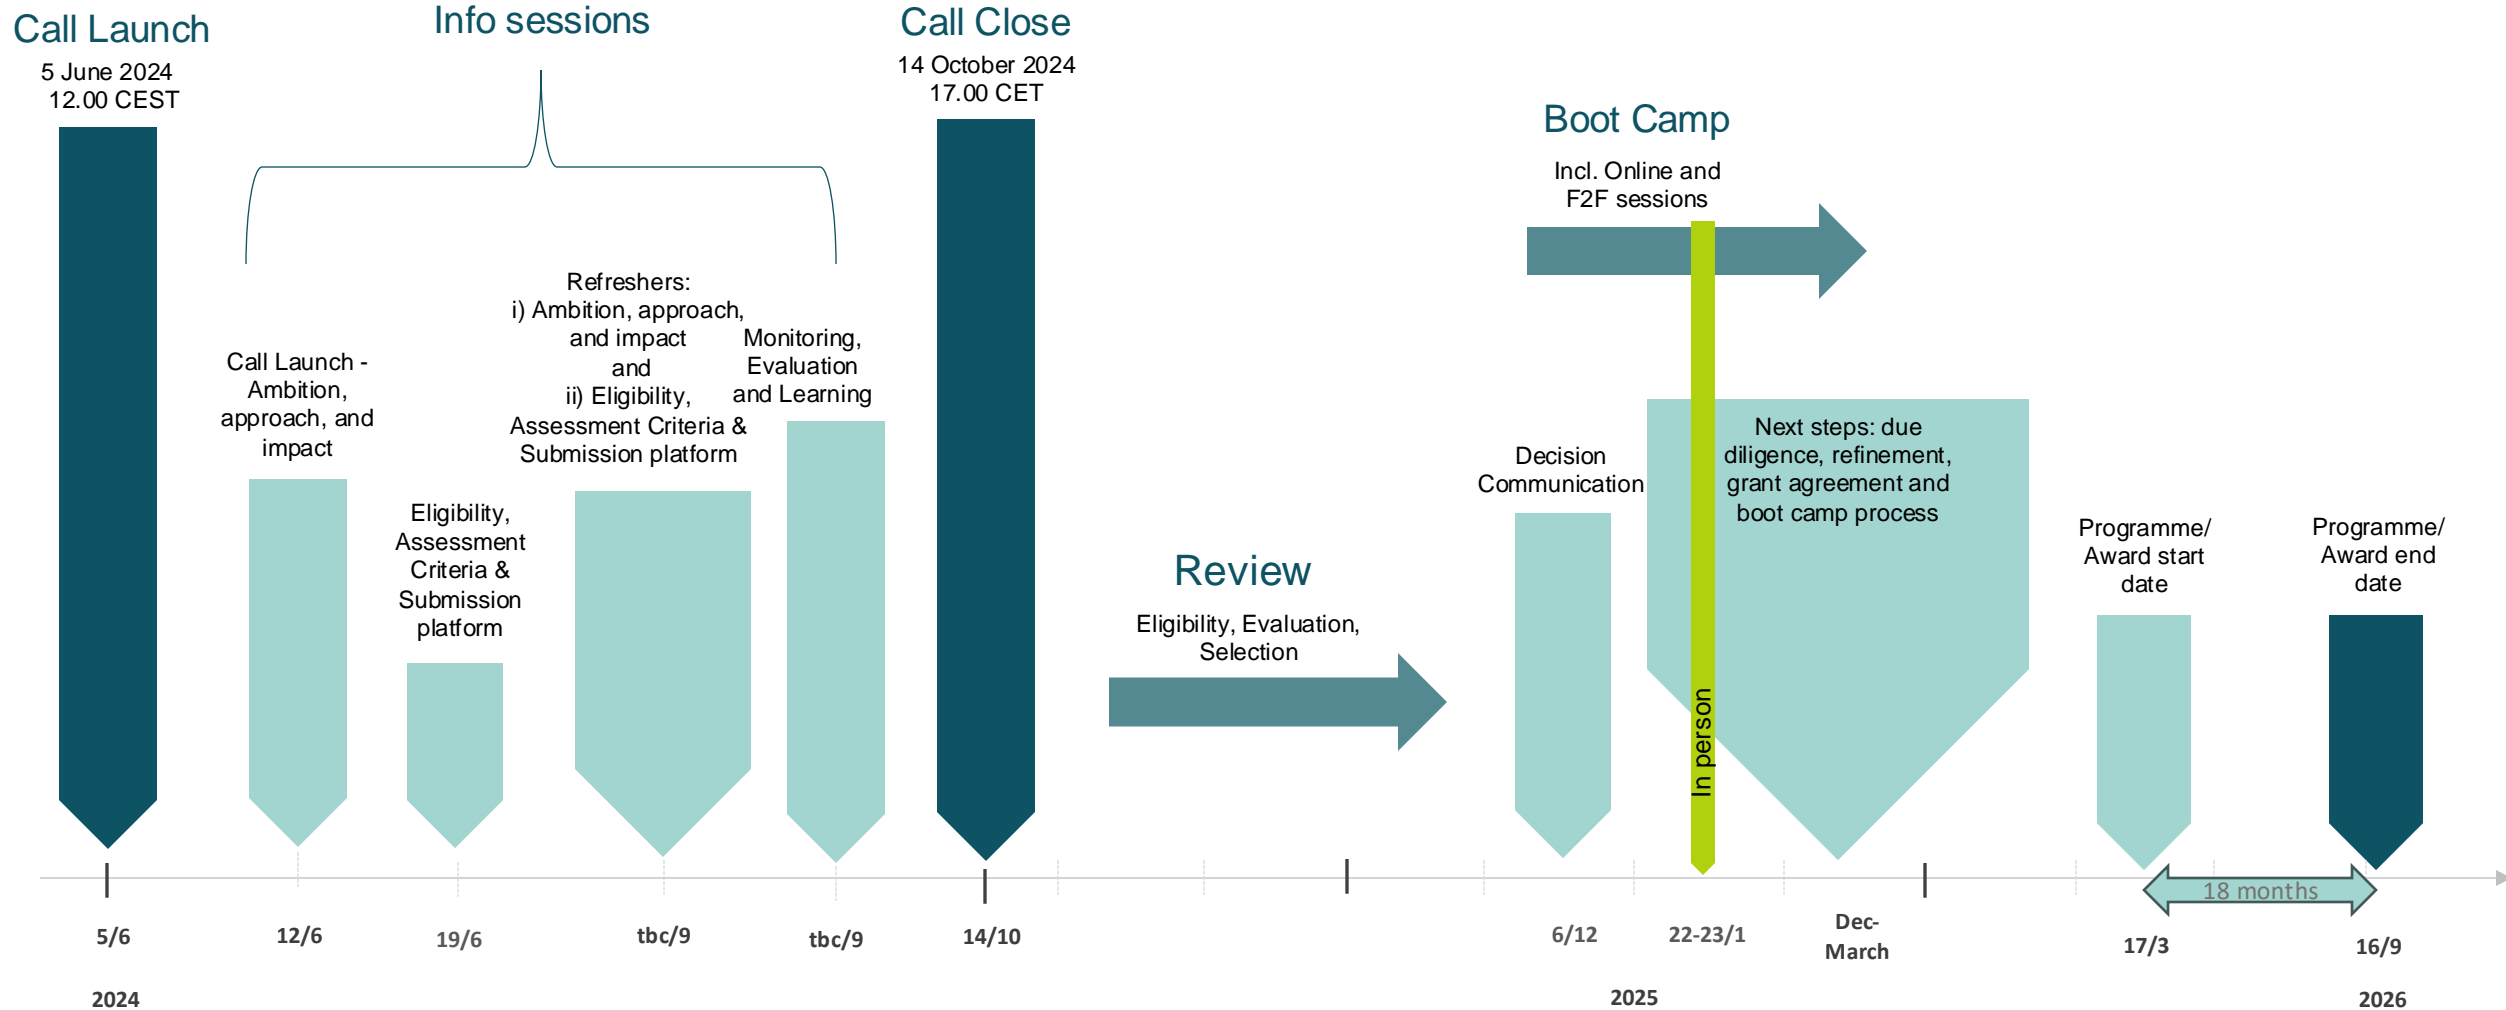 Call Launch
5 June 2024
12.00 CEST
Info sessions
Call Close
14 October 2024
17.00 CET
Call Launch -
Ambition,
approach, and
impact
Eligibility,
Assessment
Criteria &
Submission
platform
Refreshers:
i) Ambition, approach,
and impact
and
ii) Eligibility,
Assessment Criteria &
Submission platform
Monitoring,
Evaluation
and Learning
Review
Eligibility, Evaluation,
Selection
Boot Camp
Incl. Online and
F2F sessions
Decision
Communication
In person
Next steps: due
diligence, refinement,
grant agreement and
boot camp process
Programme/
Award start
date
Programme/
Award end
date
18 months
5/6
12/6
19/6
tbc/9
tbc/9
14/10
6/12
22-23/1
Dec-
March
17/3
16/9
2024
2025
2026